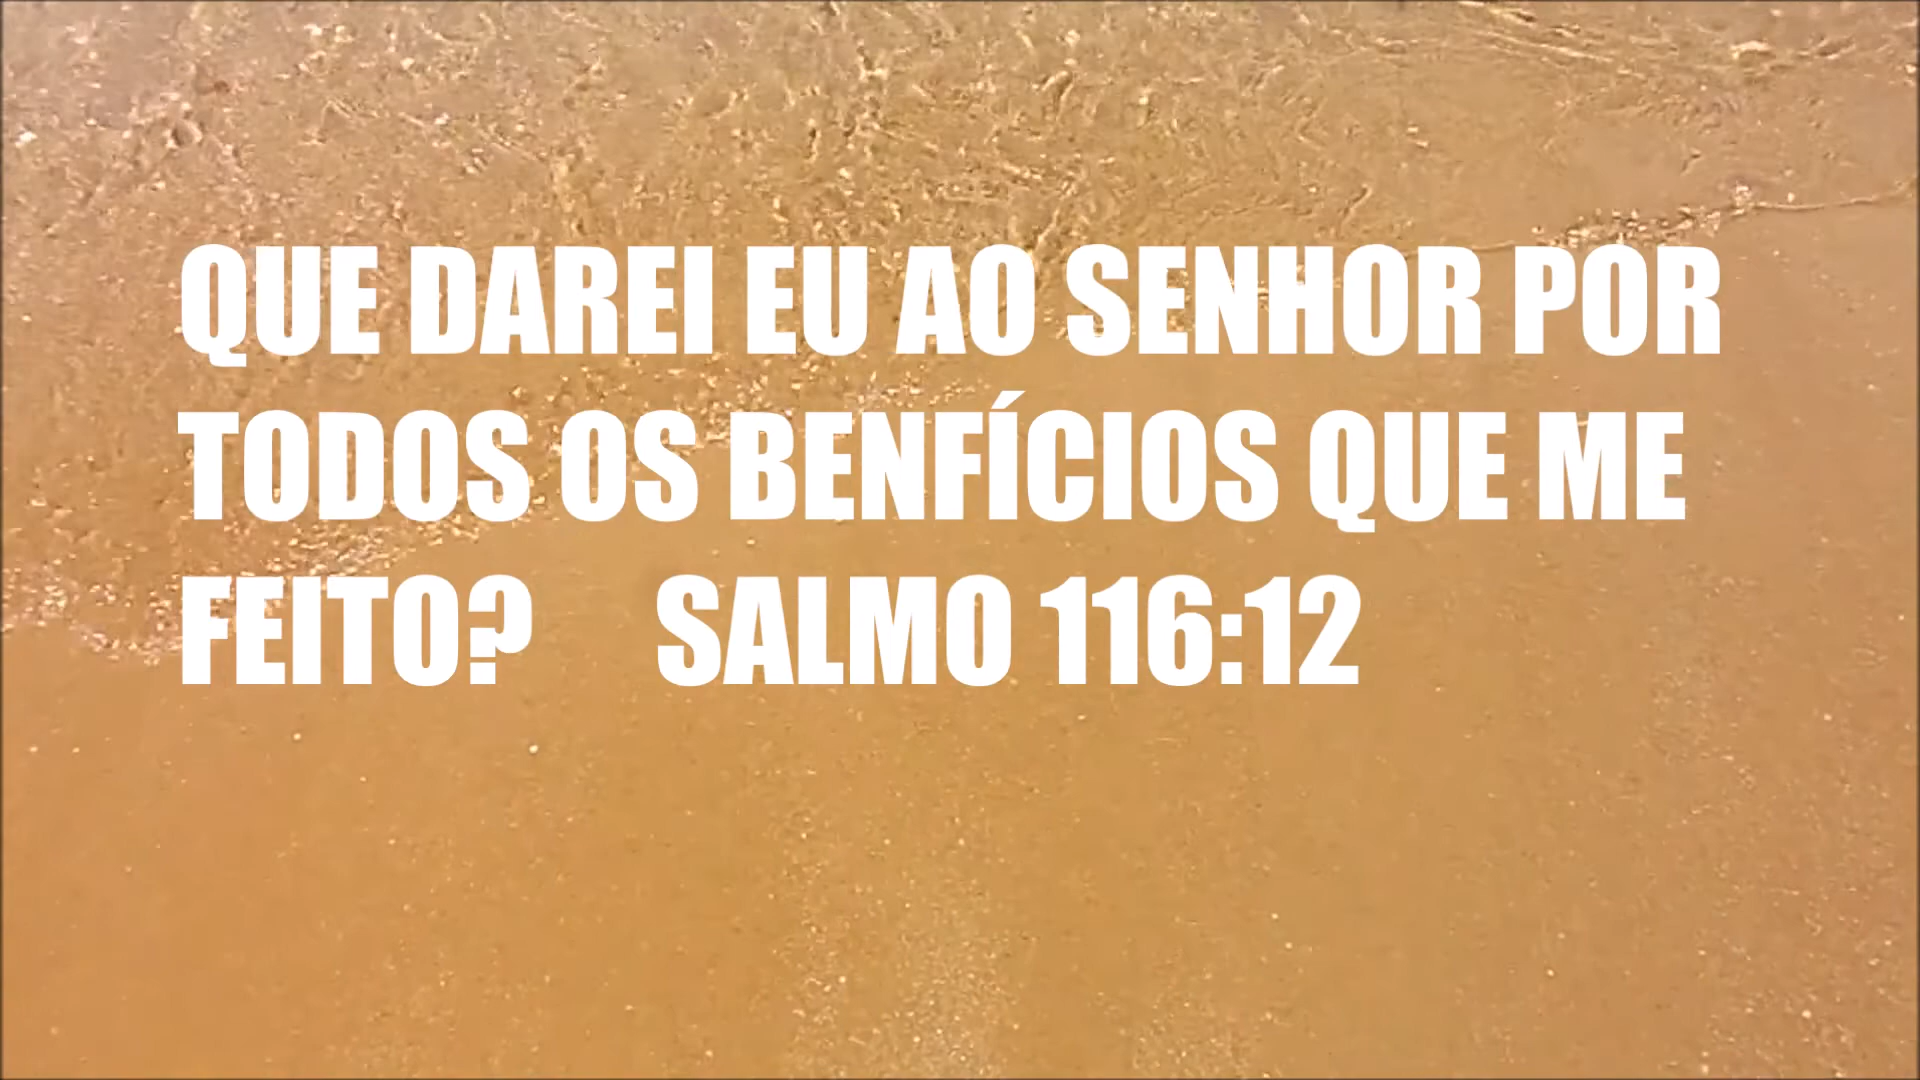 QUE DAREI EU AO SENHOR POR
TODOS OS BENFÍCIOS QUE ME
FEITO? SALMO 116:12